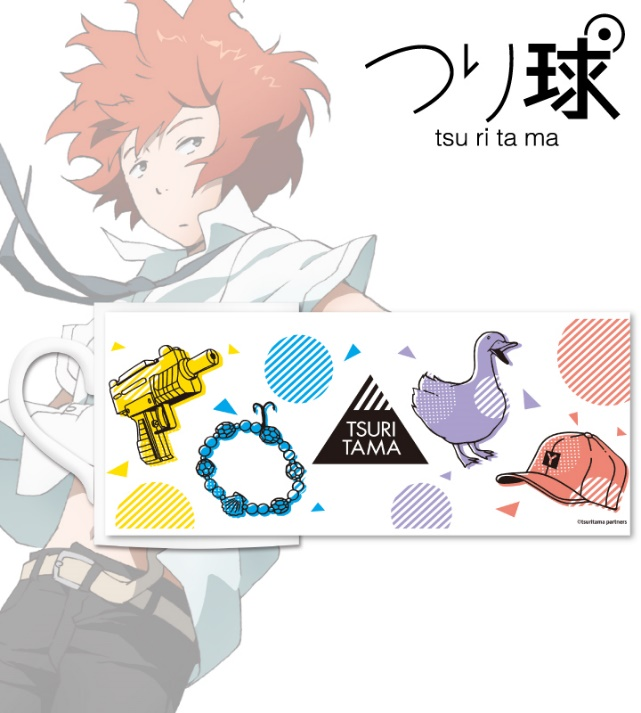 つり球
tsu ri ta ma
TSURI
TAMA
Y
©tsuritama partners